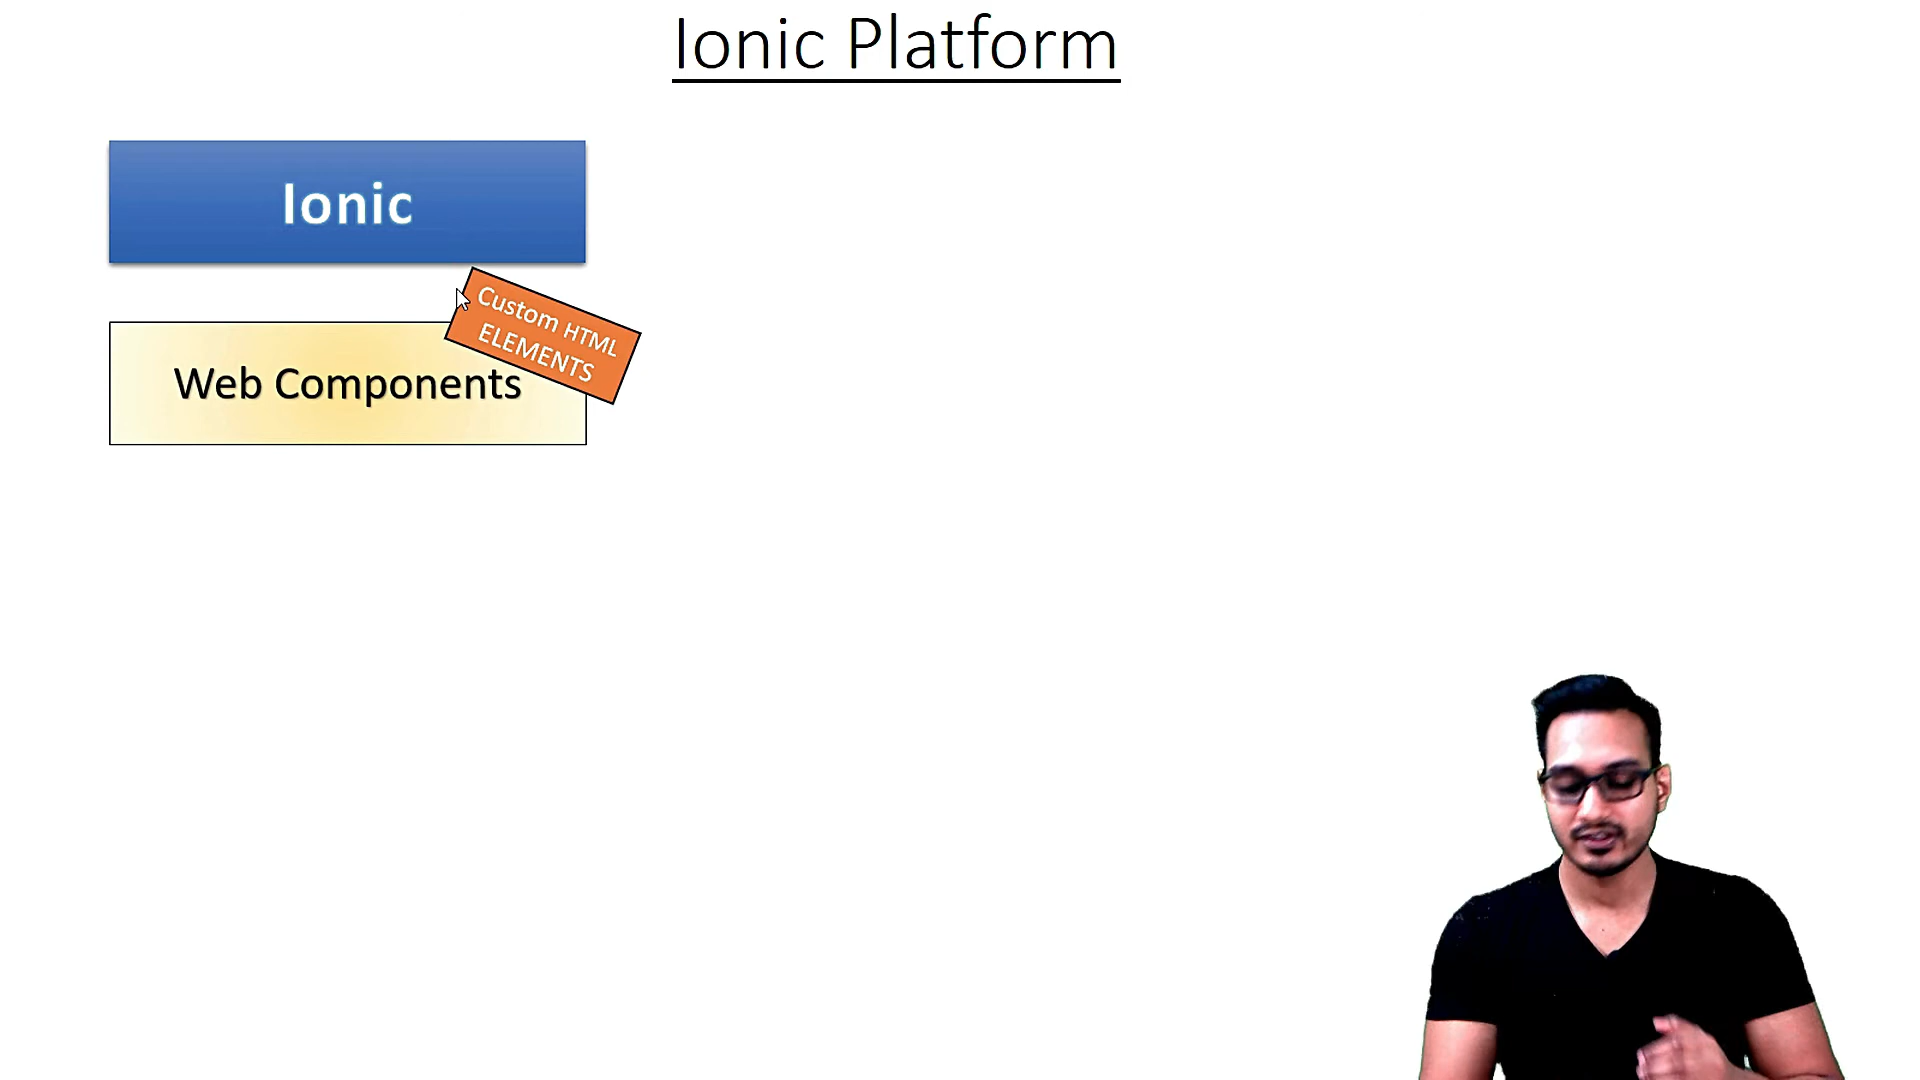 Ionic Platform
Ionic
Custom HTML
ELEMENTS
Web Components